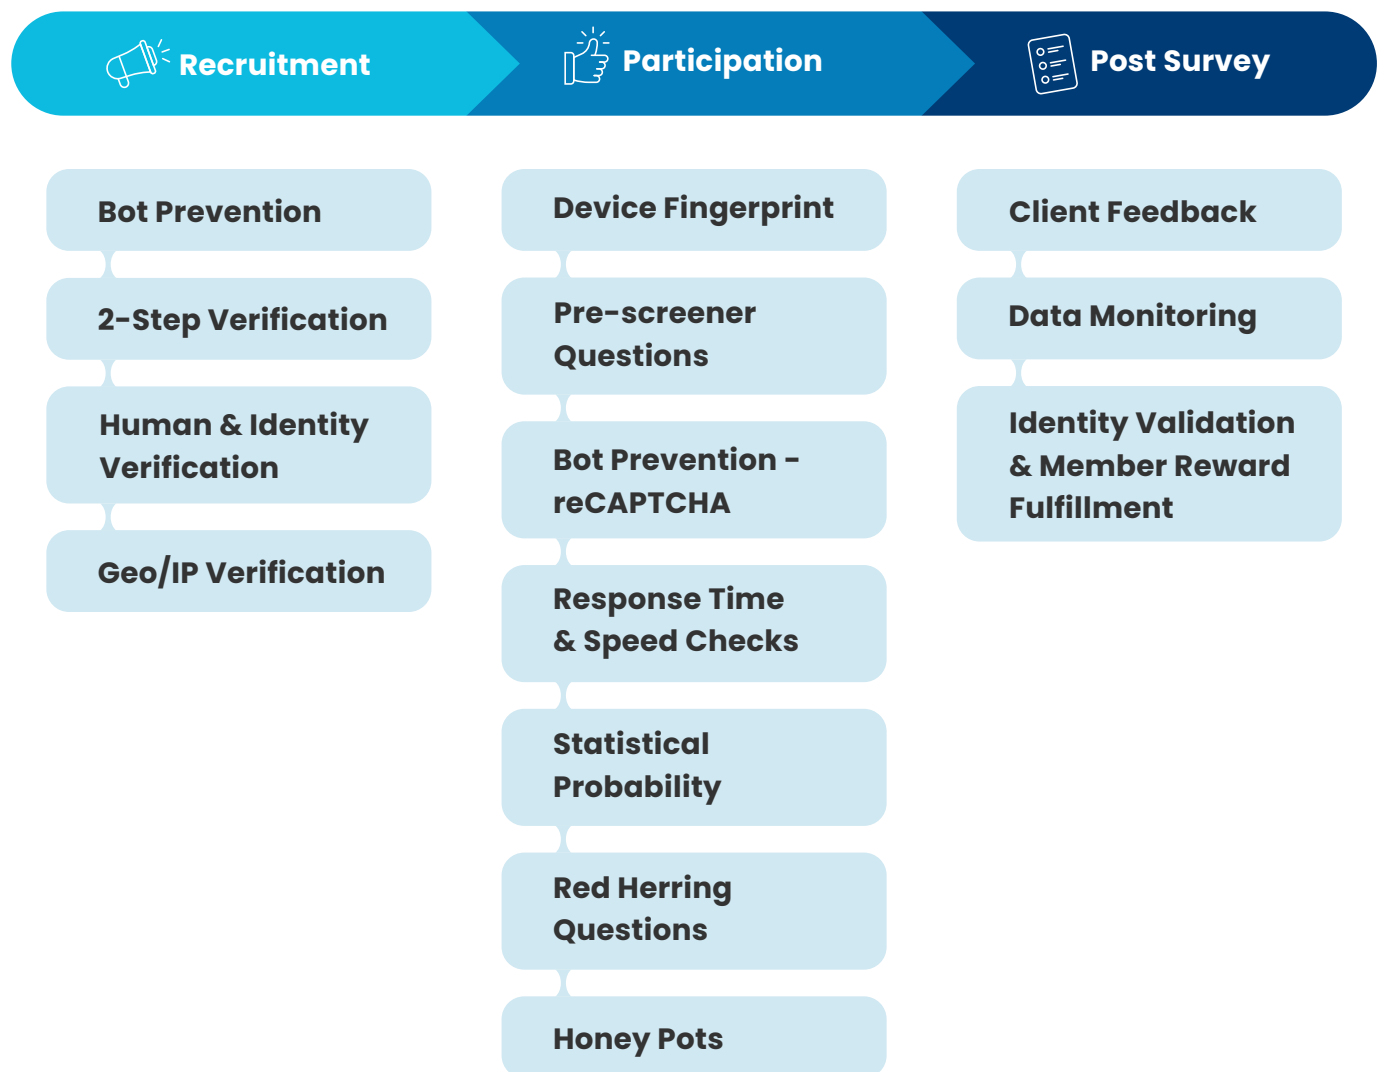 Recruitment
Participation
Post Survey
Bot Prevention
2-Step Verification
Human & Identity
Verification
Geo/IP Verification
Device Fingerprint
Pre-screener
Questions
Bot Prevention -
reCAPTCHA
Response Time
& Speed Checks
Statistical
Probability
Red Herring
Questions
Honey Pots
Client Feedback
Data Monitoring
Identity Validation
& Member Reward
Fulfillment